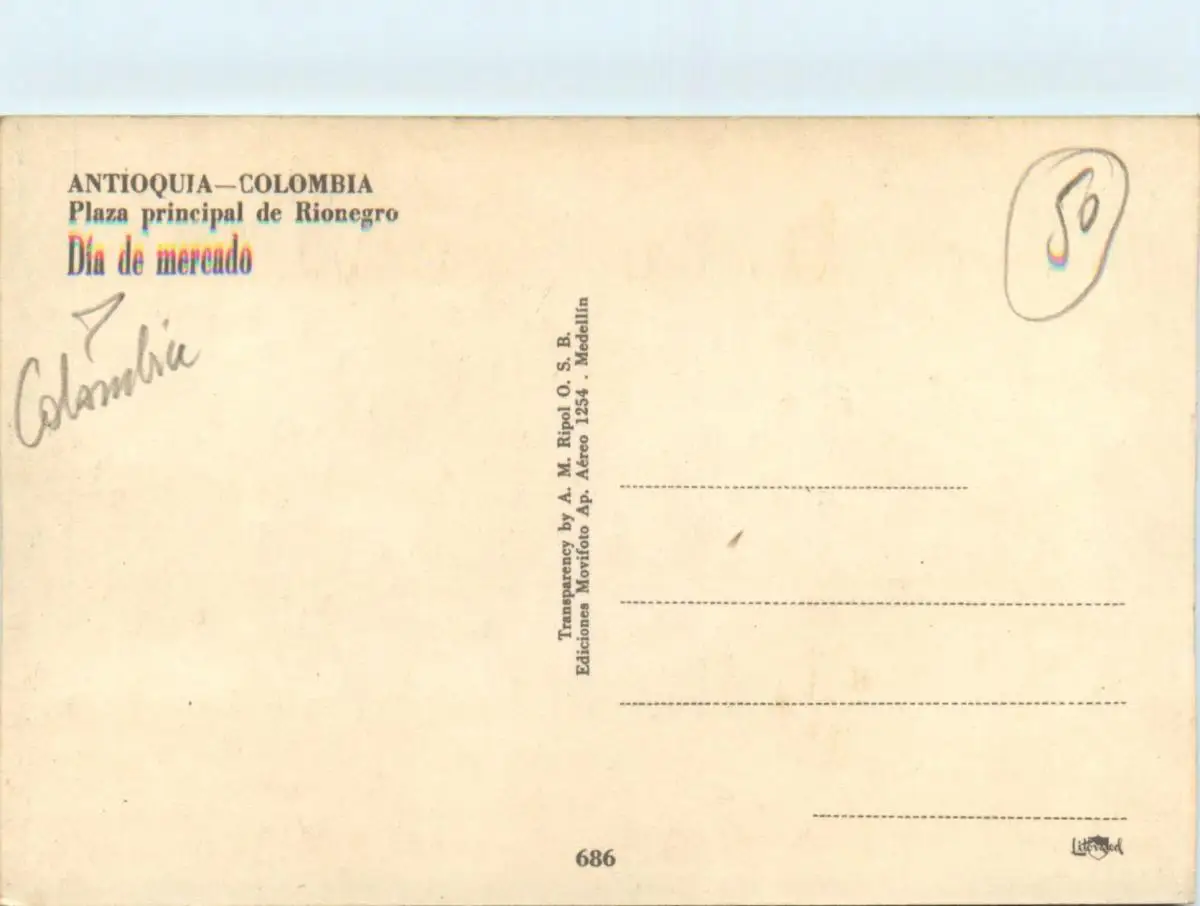 ANTIOQUIA—COLOMBIA
Plaza principal de Rionegro
Día de mercado
Colombia
50
Transparency by A. M. Ripol O. S. B.
Ediciones Movifoto Ap. Aéreo 1254 . Medellín
686